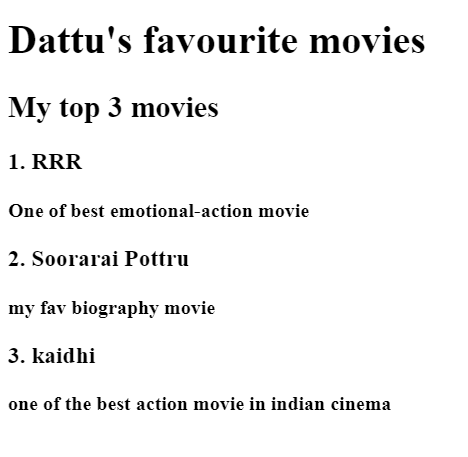 Dattu's favourite movies
My top 3 movies
1. RRR
One of best emotional-action movie
2. Soorarai Pottru
my fav biography movie
3. kaidhi
one of the best action movie in indian cinema